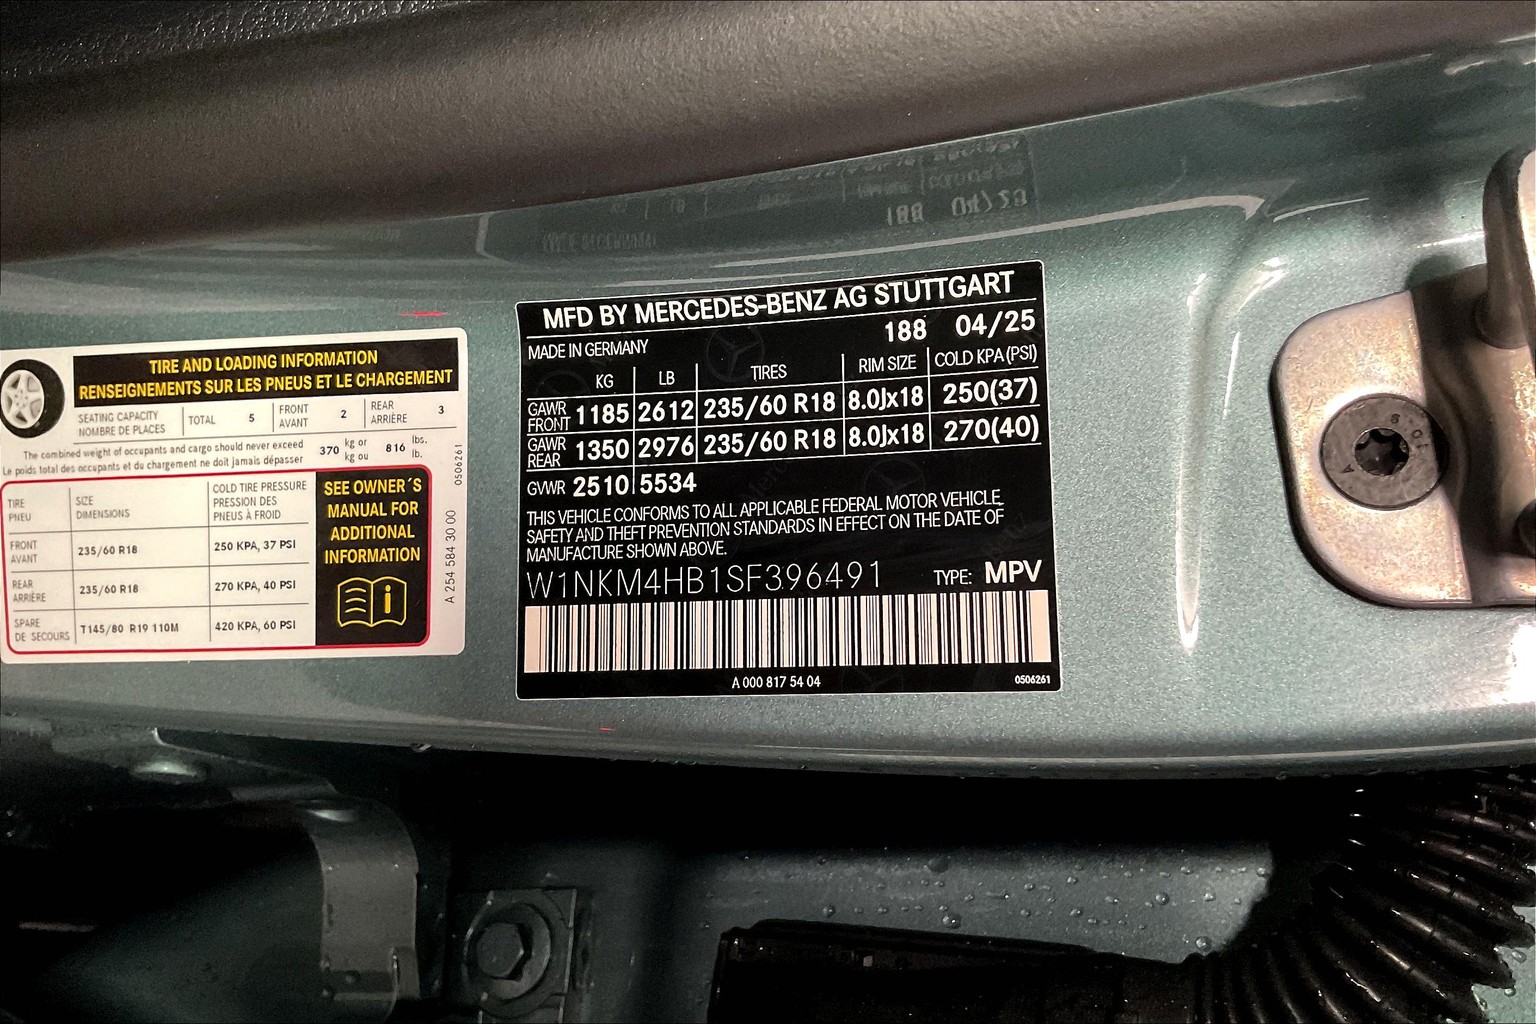 TIRE AND LOADING INFORMATION
RENSEIGNEMENTS SUR LES PNEUS ET LE CHARGEMENT
SEATING CAPACITY
NOMBRE DE PLACES
TOTAL 5
FRONT
AVANT
2
REAR
ARRIÈRE
3
The combined weight of occupants and cargo should never exceed
Le poids total des occupants et du chargement ne doit jamais dépasser
370 kg or
kg ou
816 lbs.
lb.
TIRE
PNEU
SIZE
DIMENSIONS
COLD TIRE PRESSURE
PRESSION DES
PNEUS À FROID
FRONT
AVANT
235/60 R18
250 KPA, 37 PSI
REAR
ARRIÈRE
235/60 R18
270 KPA, 40 PSI
SPARE
DE SECOURS
T145/80 R19 110M
420 KPA, 60 PSI
SEE OWNER´S
MANUAL FOR
ADDITIONAL
INFORMATION
i
A 254 584 30 00
0506261
MFD BY MERCEDES-BENZ AG STUTTGART
188 04/25
MADE IN GERMANY
KG LB TIRES RIM SIZE COLD KPA(PSI)
GAWR
FRONT
1185 2612 235/60 R18 8.0Jx18 250(37)
GAWR
REAR
1350 2976 235/60 R18 8.0Jx18 270(40)
GVWR 2510 5534
THIS VEHICLE CONFORMS TO ALL APPLICABLE FEDERAL MOTOR VEHICLE
SAFETY AND THEFT PREVENTION STANDARDS IN EFFECT ON THE DATE OF
MANUFACTURE SHOWN ABOVE.
W1NKM4HB1SF396491 TYPE: MPV
A 000 817 54 04
0506261